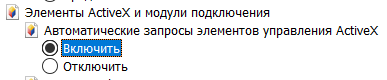 Элементы ActiveX и модули подключения
Автоматические запросы элементов управления ActiveX
Включить
Отключить